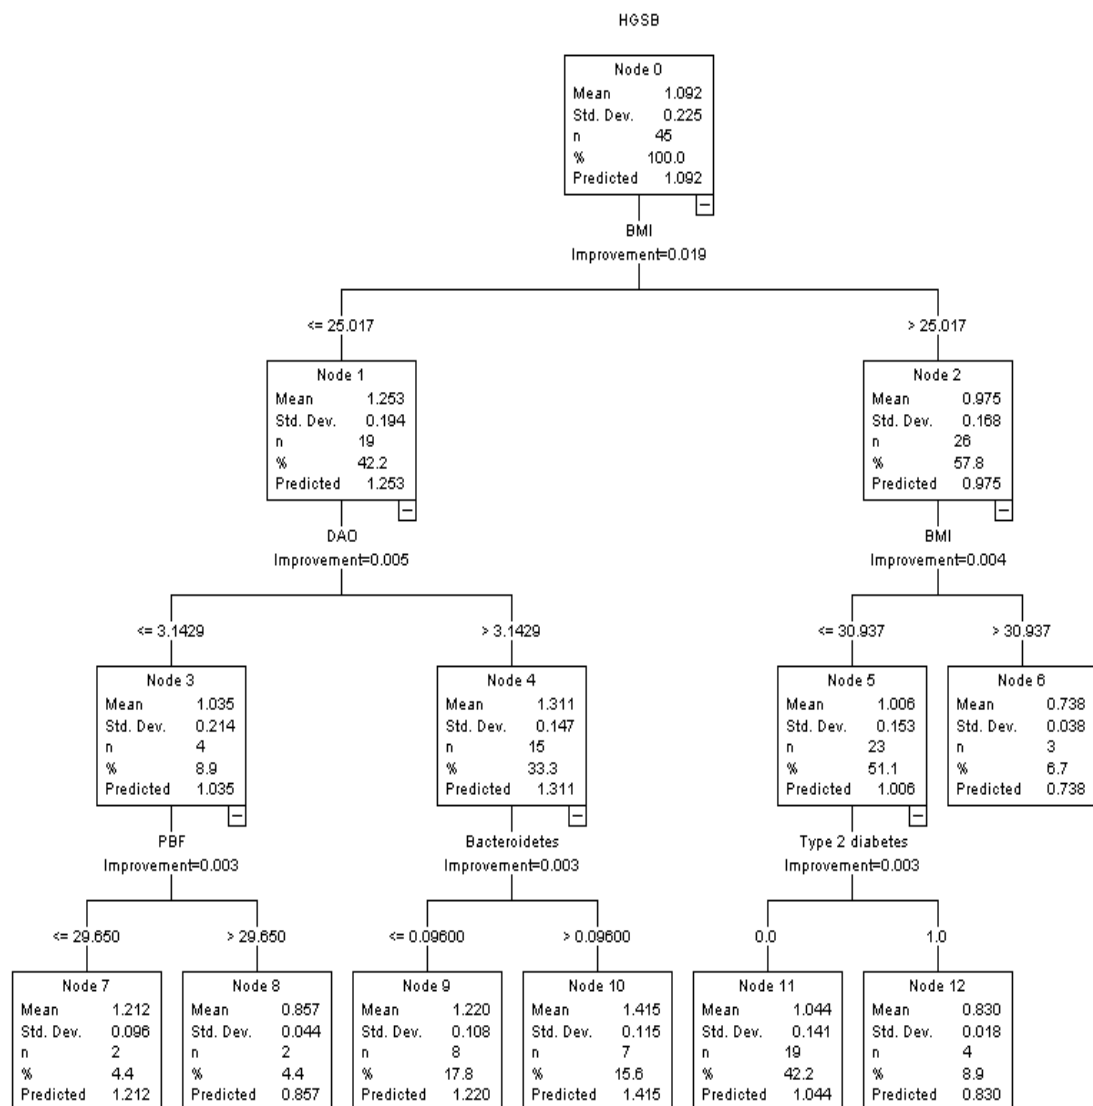 HGSB
Node 0
Mean 1.092
Std. Dev. 0.225
n 45
% 100.0
Predicted 1.092
BMI
Improvement=0.019
<= 25.017
> 25.017
Node 1
Mean 1.253
Std. Dev. 0.194
n 19
% 42.2
Predicted 1.253
Node 2
Mean 0.975
Std. Dev. 0.168
n 26
% 57.8
Predicted 0.975
DAO
Improvement=0.005
BMI
Improvement=0.004
<= 3.1429
> 3.1429
<= 30.937
> 30.937
Node 3
Mean 1.035
Std. Dev. 0.214
n 4
% 8.9
Predicted 1.035
Node 4
Mean 1.311
Std. Dev. 0.147
n 15
% 33.3
Predicted 1.311
Node 5
Mean 1.006
Std. Dev. 0.153
n 23
% 51.1
Predicted 1.006
Node 6
Mean 0.738
Std. Dev. 0.038
n 3
% 6.7
Predicted 0.738
PBF
Improvement=0.003
Bacteroidetes
Improvement=0.003
Type 2 diabetes
Improvement=0.003
<= 29.650
> 29.650
<= 0.09600
> 0.09600
0.0
1.0
Node 7
Mean 1.212
Std. Dev. 0.096
n 2
% 4.4
Predicted 1.212
Node 8
Mean 0.857
Std. Dev. 0.044
n 2
% 4.4
Predicted 0.857
Node 9
Mean 1.220
Std. Dev. 0.108
n 8
% 17.8
Predicted 1.220
Node 10
Mean 1.415
Std. Dev. 0.115
n 7
% 15.6
Predicted 1.415
Node 11
Mean 1.044
Std. Dev. 0.141
n 19
% 42.2
Predicted 1.044
Node 12
Mean 0.830
Std. Dev. 0.018
n 4
% 8.9
Predicted 0.830